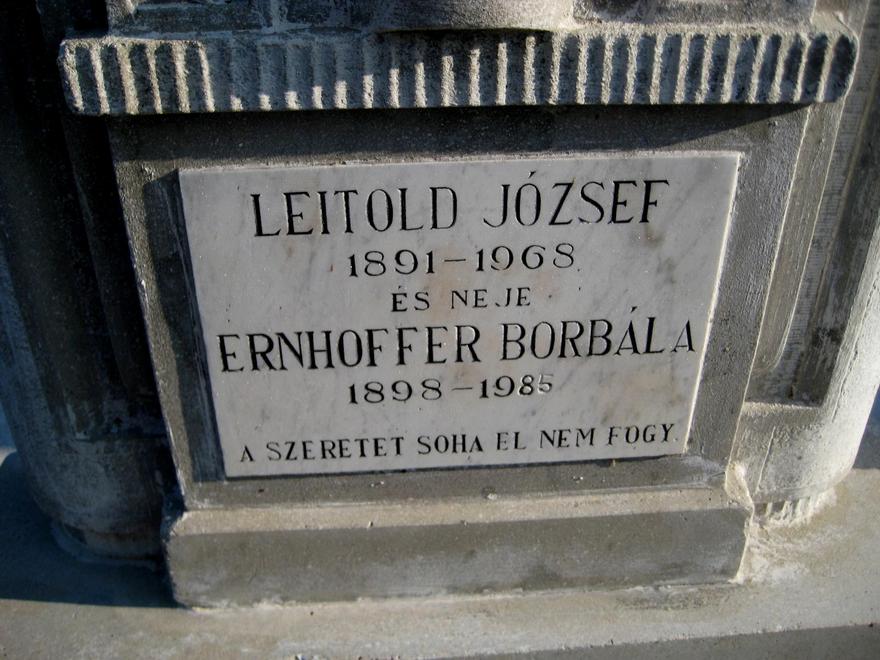 LEITOLD JÓZSEF
1891-1968
ÉS NEJE
ERNHOFFER BORBÁLA
1898-1985
A SZERETET SOHA EL NEM FOGY.